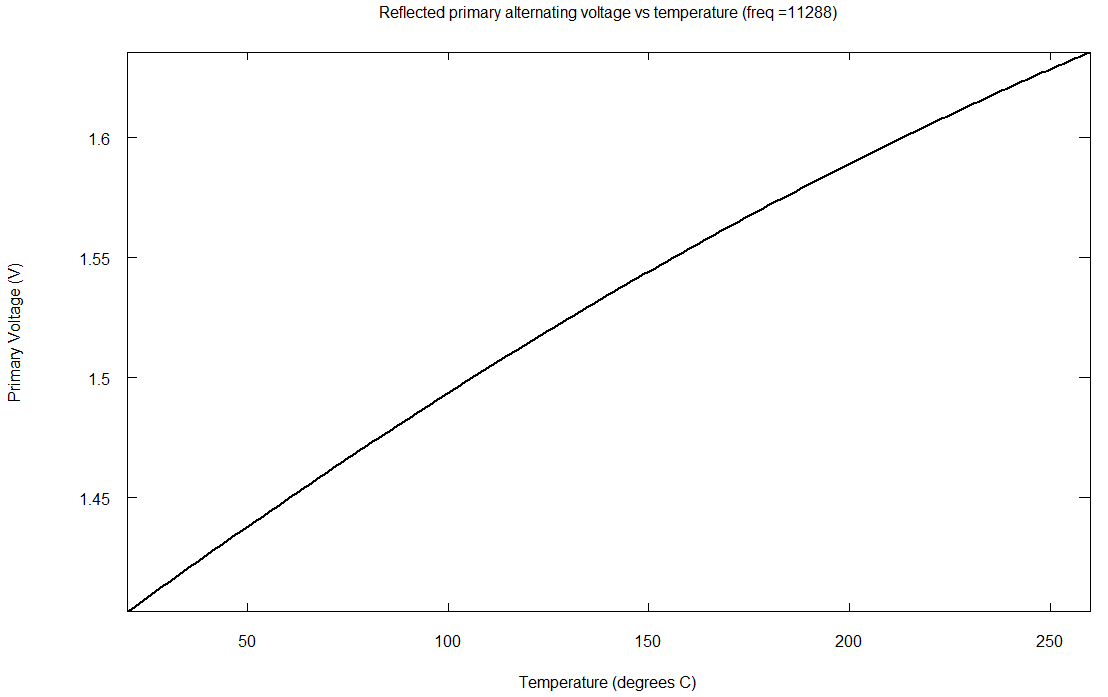 Reflected primary alternating voltage vs temperature (freq =11288)
1.6
1.55
1.5
1.45
Primary Voltage (V)
50 100 150 200 250
Temperature (degrees C)